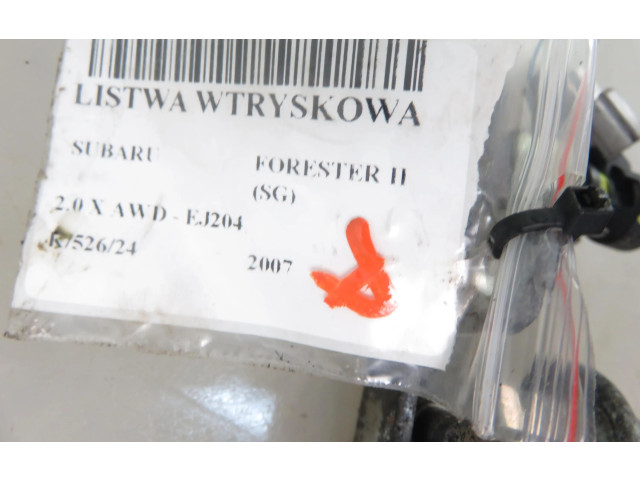 LISTWA WTRYSKOWA
SUBARU FORESTER II
(SG)
2.0 X AWD - EJ204
R/526/24 2007